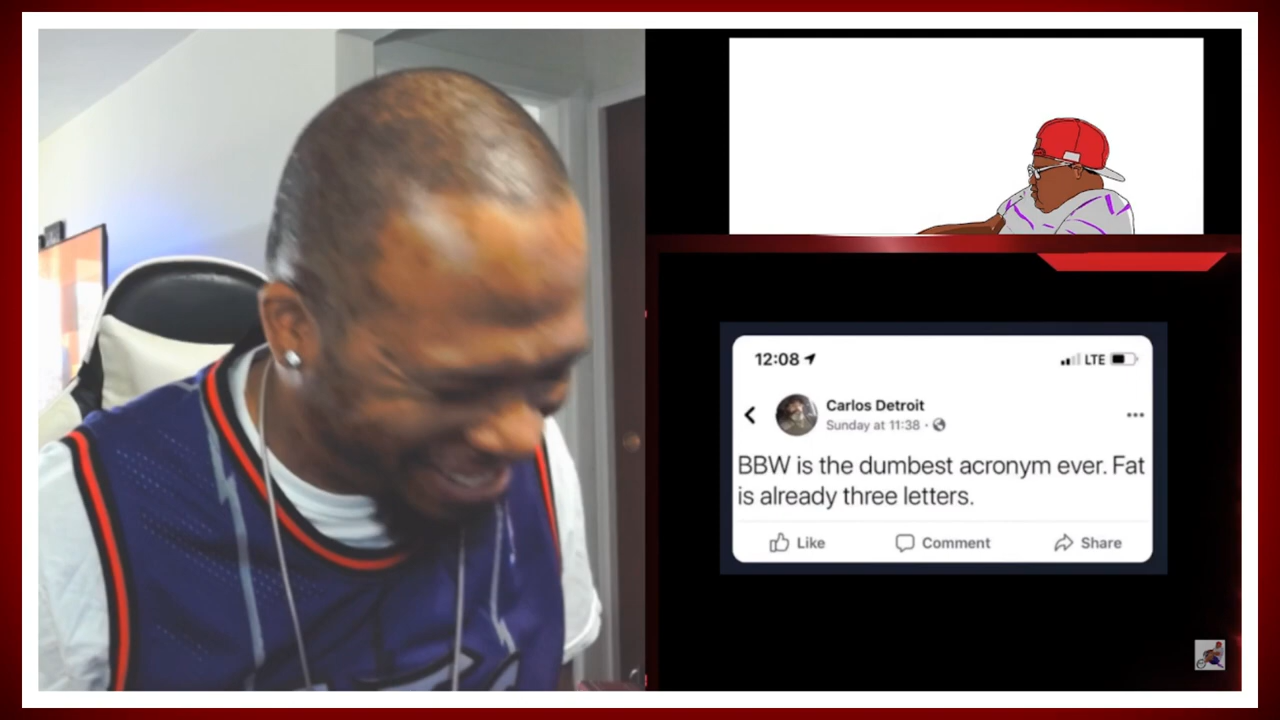 12:08
LTE
Carlos Detroit
Sunday at 11:38 ·
BBW is the dumbest acronym ever. Fat
is already three letters.
Like
Comment
Share